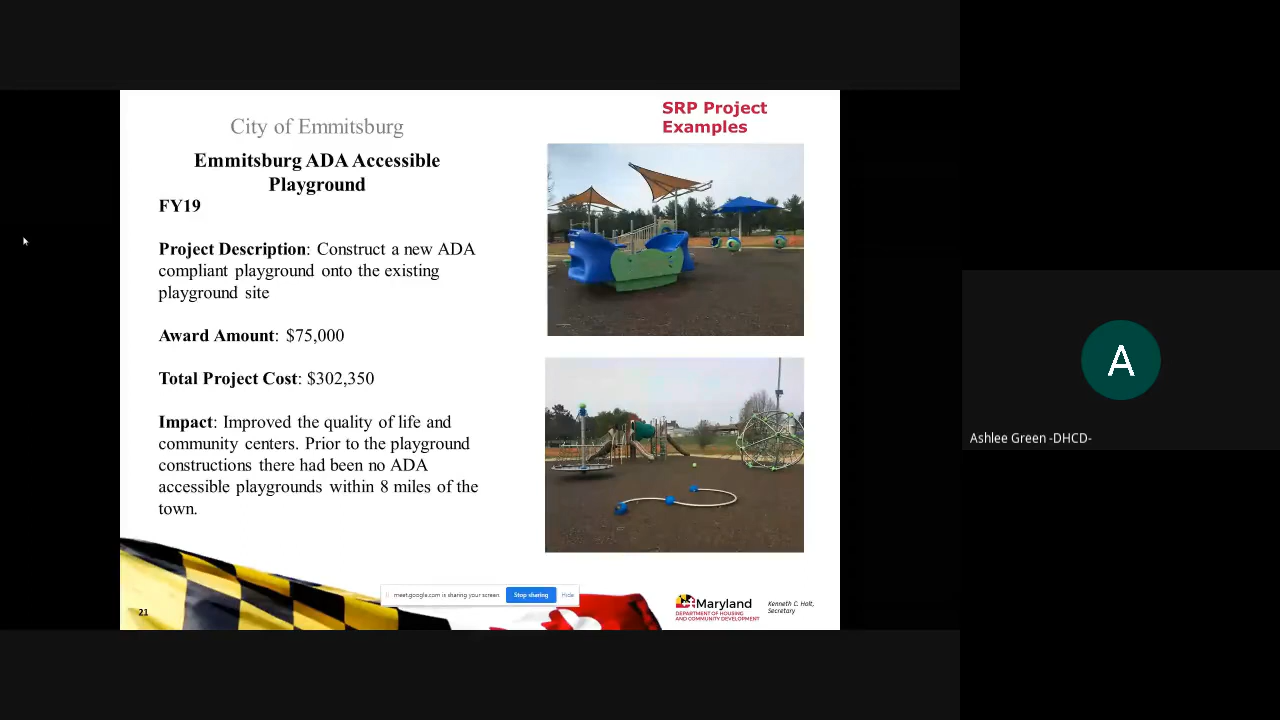 City of Emmitsburg
SRP Project
Examples
Emmitsburg ADA Accessible
Playground
FY19
Project Description: Construct a new ADA
compliant playground onto the existing
playground site
Award Amount: $75,000
Total Project Cost: $302,350
Impact: Improved the quality of life and
community centers. Prior to the playground
constructions there had been no ADA
accessible playgrounds within 8 miles of the
town.
meet.google.com is sharing your screen.
Stop sharing
Hide
21
Maryland
DEPARTMENT OF HOUSING
AND COMMUNITY DEVELOPMENT
Kenneth C. Holt,
Secretary
A
Ashlee Green -DHCD-